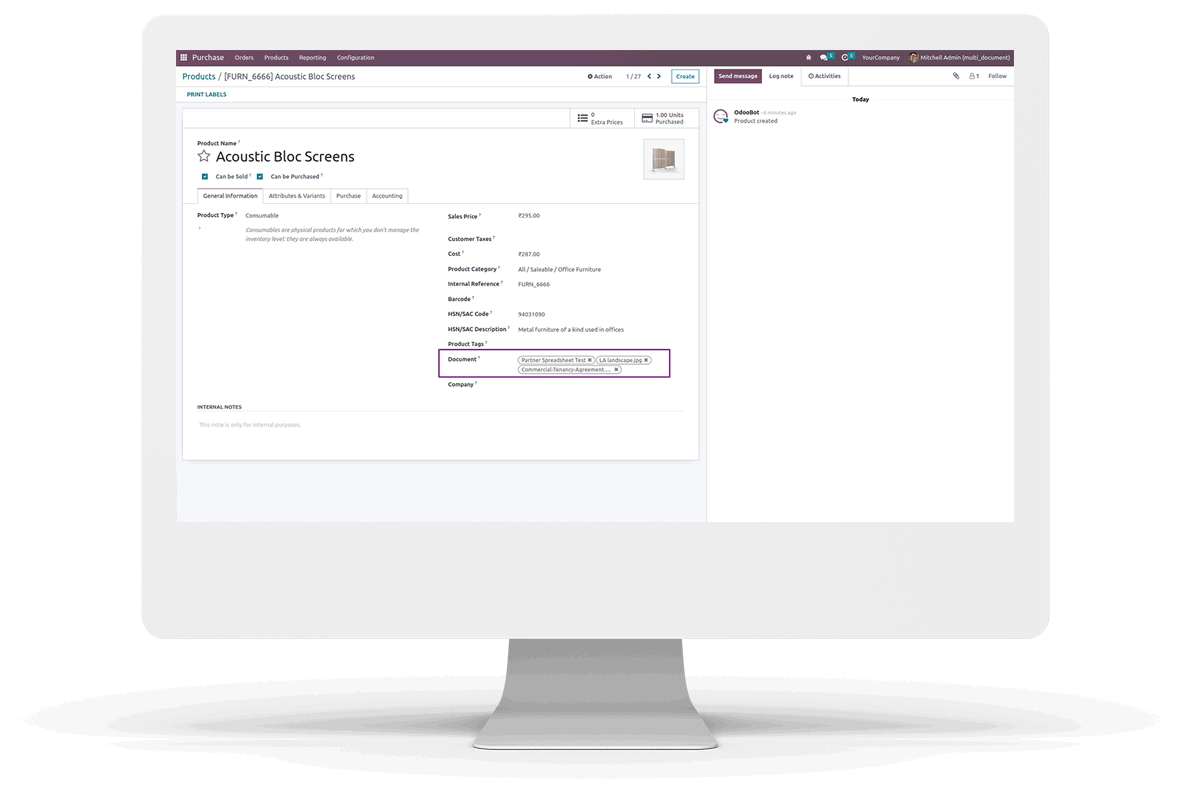 Purchase Orders Products Reporting Configuration 5 5 YourCompany Mitchell Admin (multi_document)
Products / [FURN_6666] Acoustic Bloc Screens Action 1 / 27 Create Send message Log note Activities 1 Follow
PRINT LABELS
Today
0
Extra Prices
1.00 Units
Purchased
OdooBot - 6 minutes ago
Product created
Product Name ?
Acoustic Bloc Screens
Can be Sold ? Can be Purchased ?
General Information Attributes & Variants Purchase Accounting
Product Type ? Consumable
?
Consumables are physical products for which you don't manage the
inventory level: they are always available.
Sales Price ? ₹295.00
Customer Taxes ?
Cost ? ₹287.00
Product Category ? All / Saleable / Office Furniture
Internal Reference ? FURN_6666
Barcode ?
HSN/SAC Code ? 94031090
HSN/SAC Description ? Metal furniture of a kind used in offices
Product Tags ?
Document ? Partner Spreadsheet Test × LA landscape.jpg ×
Commercial-Tenancy-Agreement.... ×
Company ?
INTERNAL NOTES
This note is only for internal purposes.